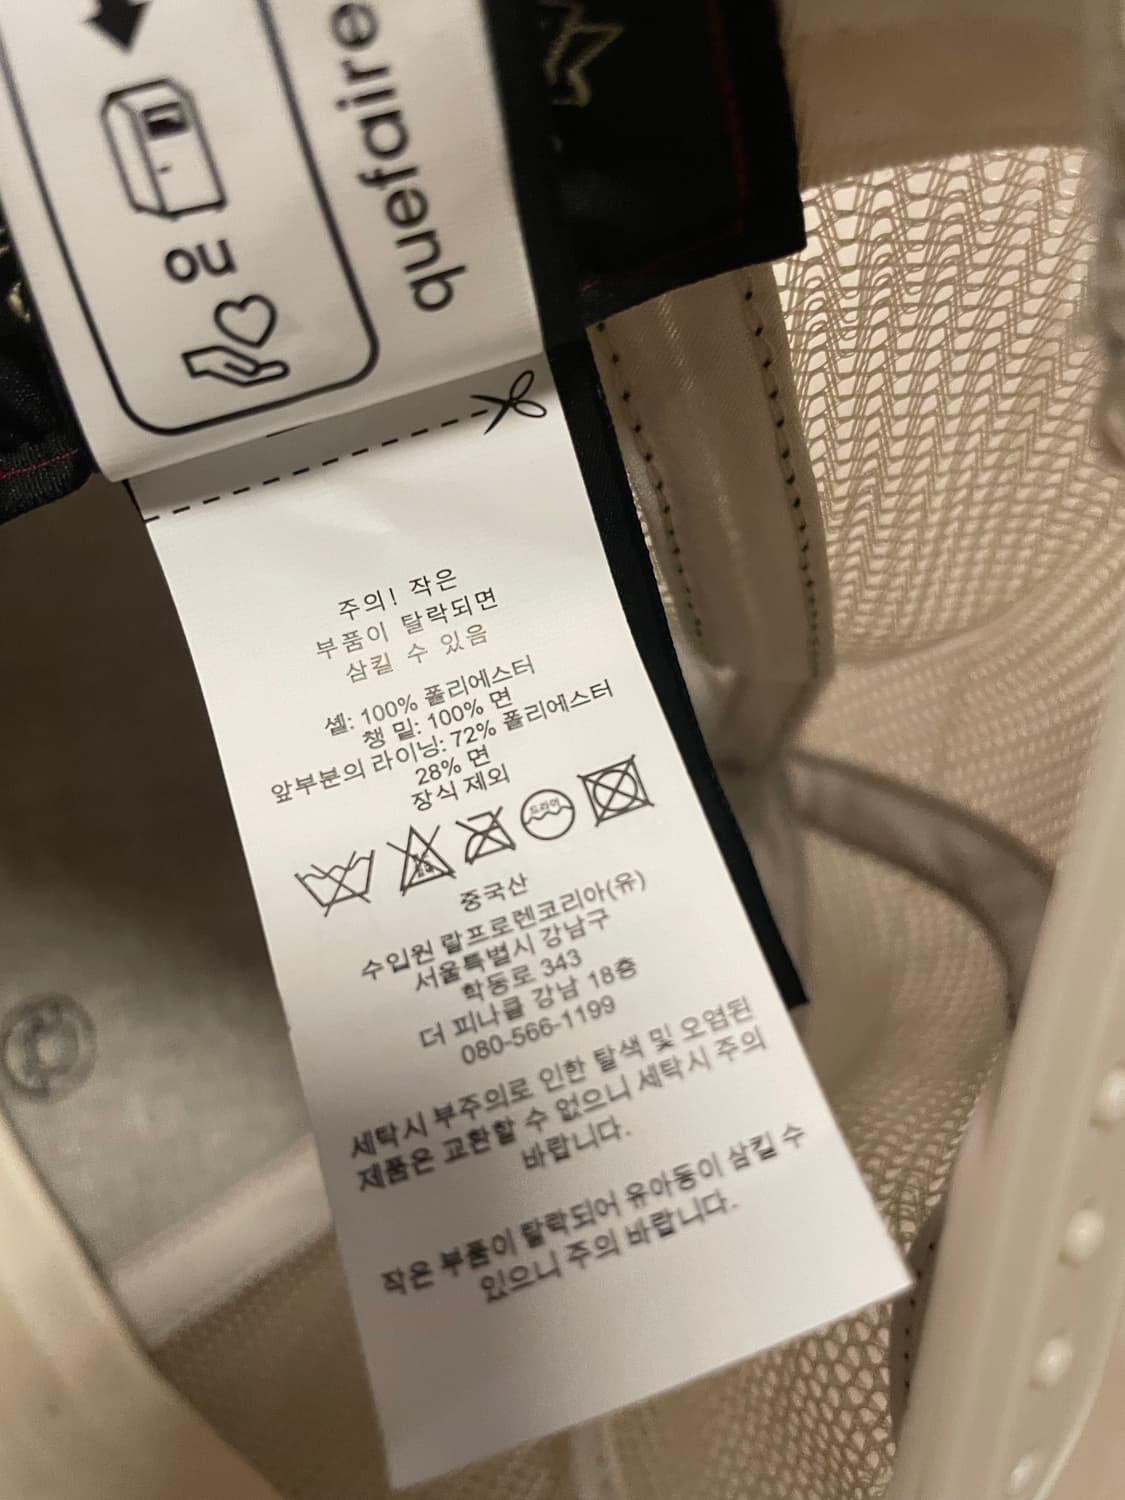 quefaire
ou
주의! 작은
부품이 탈락되면
삼킬 수 있음
셸: 100% 폴리에스터
챙 밑: 100% 면
앞부분의 라이닝: 72% 폴리에스터
28% 면
장식 제외
드라이
중국산
수입원 랄프로렌코리아(유)
서울특별시 강남구
학동로 343
더 피나클 강남 18층
080-566-1199
세탁시 부주의로 인한 탈색 및 오염된
제품은 교환할 수 없으니 세탁시 주의
바랍니다.
작은 부품이 탈락되어 유아동이 삼킬 수
있으니 주의 바랍니다.